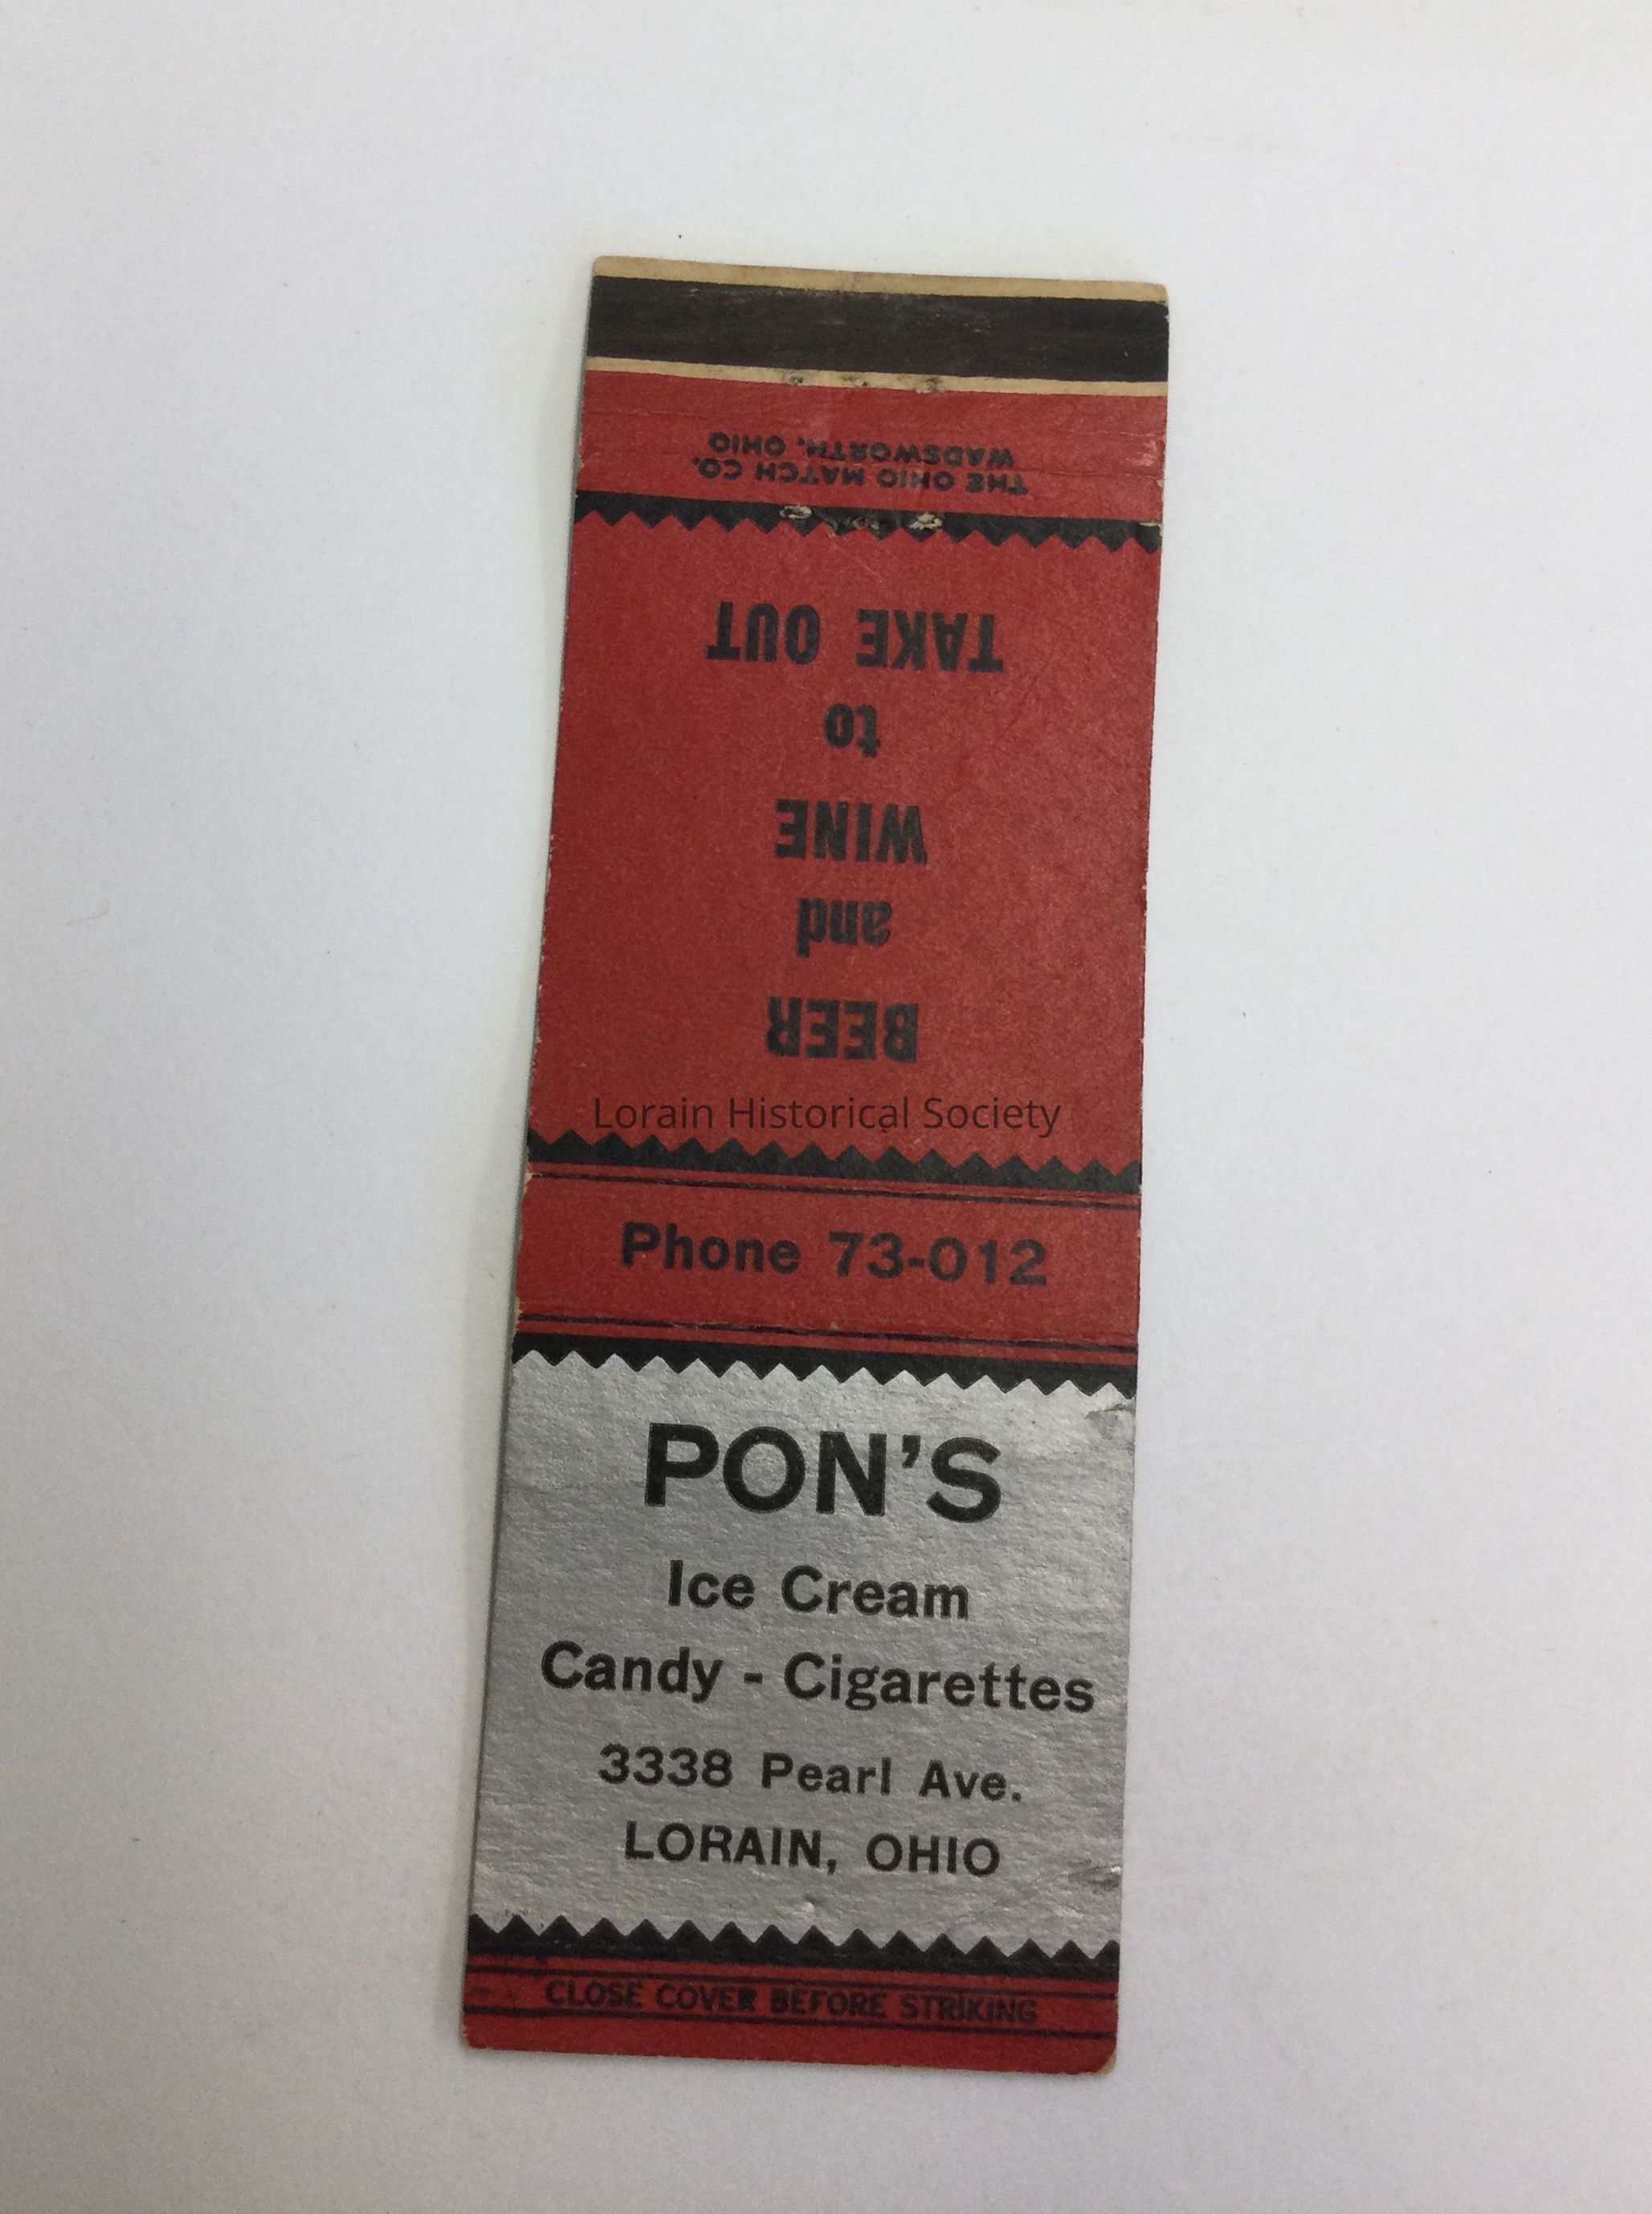 THE OHIO MATCH CO.
WADSWORTH, OHIO
BEER
and
WINE
to
TAKE OUT
Lorain Historical Society
Phone 73-012
PON'S
Ice Cream
Candy - Cigarettes
3338 Pearl Ave.
LORAIN, OHIO
CLOSE COVER BEFORE STRIKING